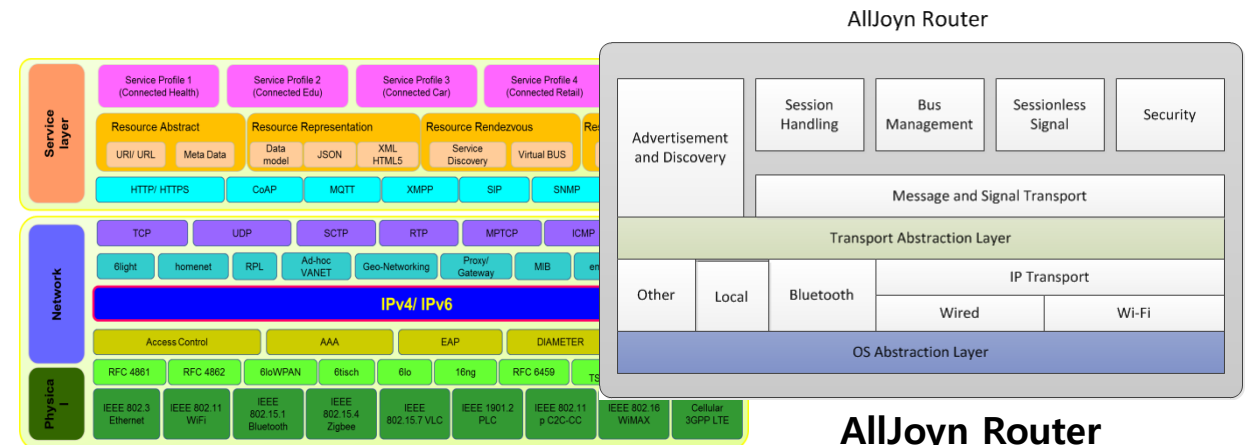 AllJoyn Router
Service layer
Service Profile 1
(Connected Health)
Service Profile 2
(Connected Edu)
Service Profile 3
(Connected Car)
Service Profile 4
(Connected Retail)
Resource Abstract
Resource Representation
Resource Rendezvous
URI/ URL
Meta Data
Data
model
JSON
XML
HTML5
Service
Discovery
Virtual BUS
HTTP/ HTTPS
CoAP
MQTT
XMPP
SIP
SNMP
Network
TCP
UDP
SCTP
RTP
MPTCP
ICMP
6light
homenet
RPL
Ad-hoc
VANET
Geo-Networking
Proxy/
Gateway
MIB
IPv4/ IPv6
Access Control
AAA
EAP
DIAMETER
Physica
l
RFC 4861
RFC 4862
6loWPAN
6tisch
6lo
16ng
RFC 6459
IEEE 802.3
Ethernet
IEEE 802.11
WiFi
IEEE
802.15.1
Bluetooth
IEEE
802.15.4
Zigbee
IEEE
802.15.7 VLC
IEEE 1901.2
PLC
IEEE 802.11
p C2C-CC
IEEE 802.16
WiMAX
Cellular
3GPP LTE
Advertisement
and Discovery
Session
Handling
Bus
Management
Sessionless
Signal
Security
Message and Signal Transport
Transport Abstraction Layer
Other
Local
Bluetooth
IP Transport
Wired
Wi-Fi
OS Abstraction Layer
AllJoyn Router